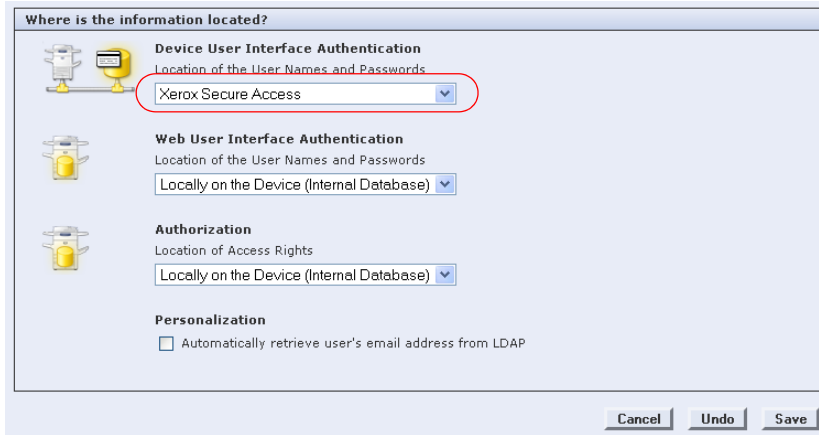 Where is the information located?
Device User Interface Authentication
Location of the User Names and Passwords
Xerox Secure Access
Web User Interface Authentication
Location of the User Names and Passwords
Locally on the Device (Internal Database)
Authorization
Location of Access Rights
Locally on the Device (Internal Database)
Personalization
Automatically retrieve user's email address from LDAP
Cancel Undo Save